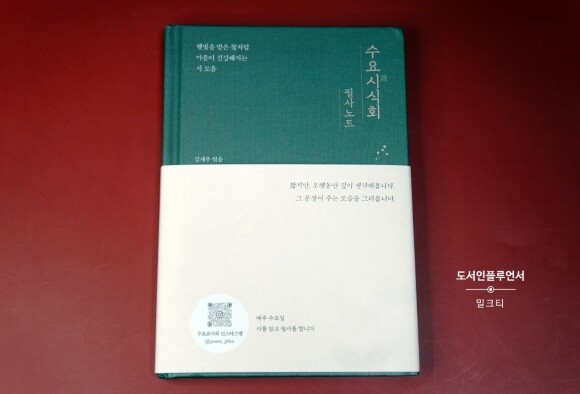 햇빛을 받은 꽃처럼
마음이 건강해지는
시 모음
수요시식회
詩
필사노트
김재우 엮음
짧지만, 오랫동안 깊이 생각해봅니다.
그 문장이 주는 모습을 그려봅니다.
매주 수요일
시를 읽고 필사를 합니다
@poem_plus
도서인플루언서
밀크티